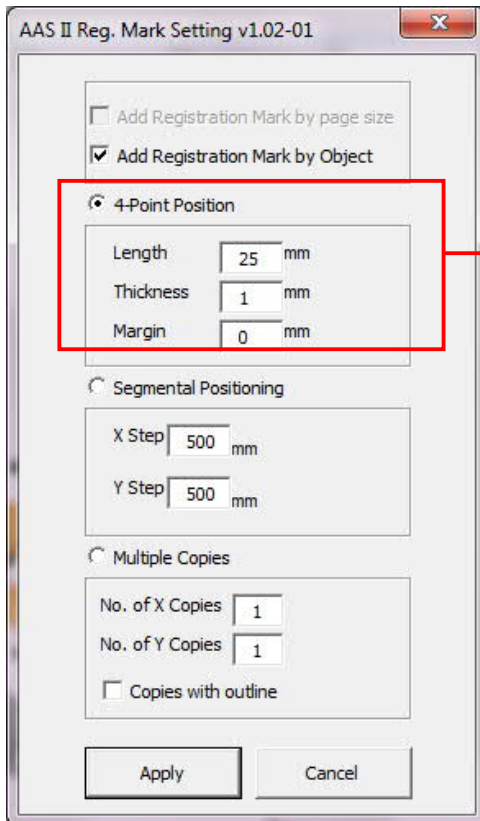 AAS II Reg. Mark Setting v1.02-01
Add Registration Mark by page size
Add Registration Mark by Object
4-Point Position
Length 25 mm
Thickness 1 mm
Margin 0 mm
Segmental Positioning
X Step 500 mm
Y Step 500 mm
Multiple Copies
No. of X Copies 1
No. of Y Copies 1
Copies with outline
Apply Cancel